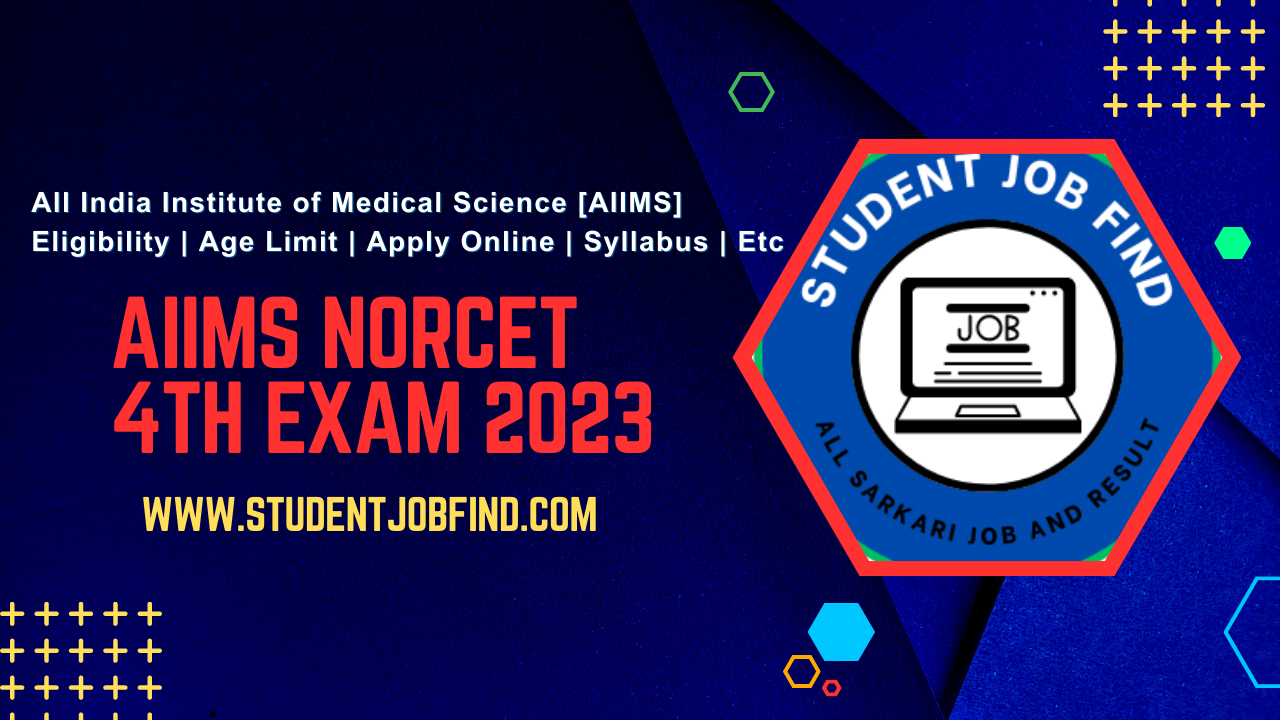 All India Institute of Medical Science [AIIMS]
Eligibility | Age Limit | Apply Online | Syllabus | Etc
AIIMS NORCET
4TH EXAM 2023
WWW.STUDENTJOBFIND.COM
STUDENT JOB FIND
JOB
ALL SARKARI JOB AND RESULT